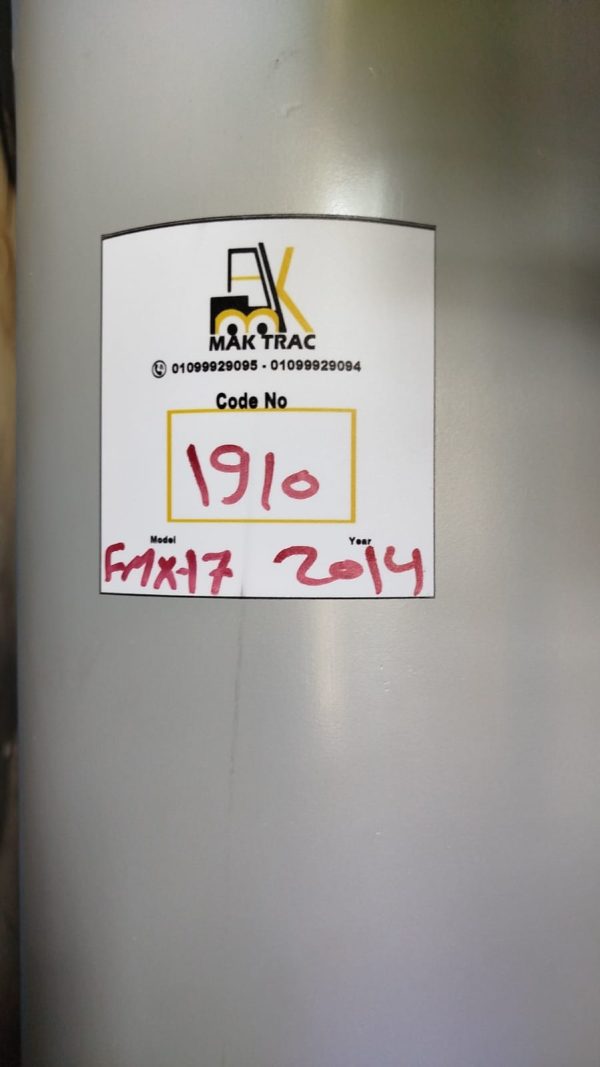 MAK TRAC
01099929095 - 01099929094
Code No
1910
Model Year
FMX-17 2014